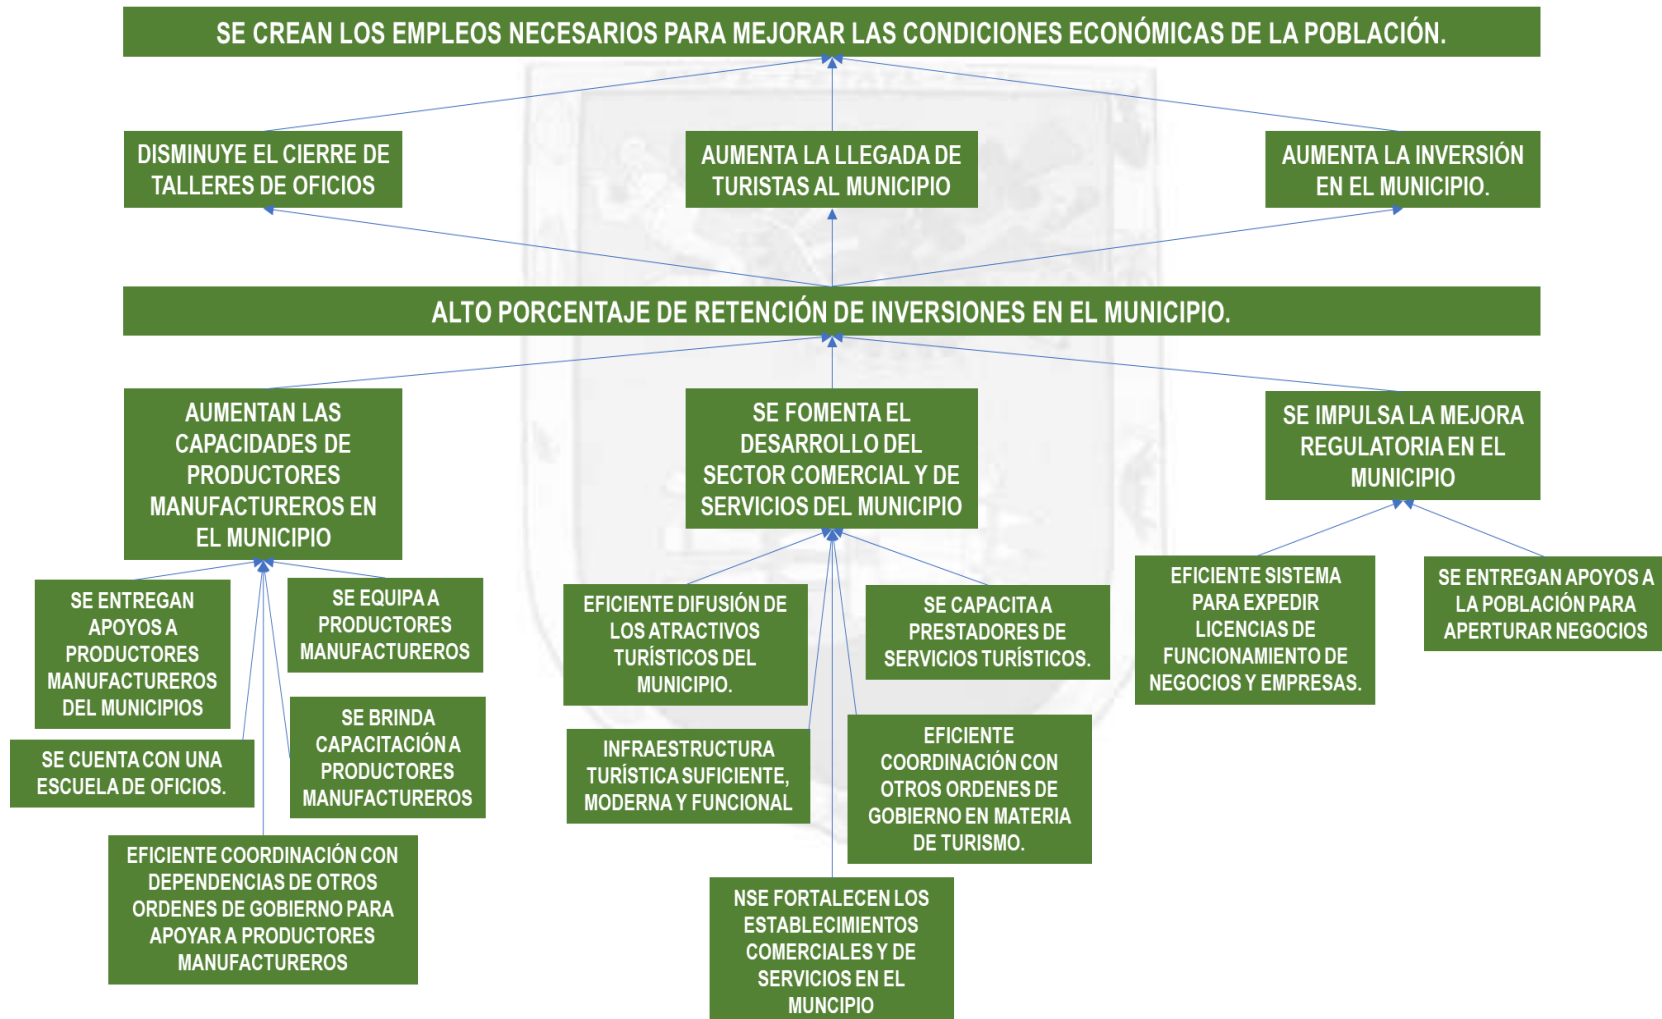 SE CREAN LOS EMPLEOS NECESARIOS PARA MEJORAR LAS CONDICIONES ECONÓMICAS DE LA POBLACIÓN.
DISMINUYE EL CIERRE DE
TALLERES DE OFICIOS
AUMENTA LA LLEGADA DE
TURISTAS AL MUNICIPIO
AUMENTA LA INVERSIÓN
EN EL MUNICIPIO.
ALTO PORCENTAJE DE RETENCIÓN DE INVERSIONES EN EL MUNICIPIO.
AUMENTAN LAS
CAPACIDADES DE
PRODUCTORES
MANUFACTUREROS EN
EL MUNICIPIO
SE FOMENTA EL
DESARROLLO DEL
SECTOR COMERCIAL Y DE
SERVICIOS DEL MUNICIPIO
SE IMPULSA LA MEJORA
REGULATORIA EN EL
MUNICIPIO
SE ENTREGAN
APOYOS A
PRODUCTORES
MANUFACTUREROS
DEL MUNICIPIOS
SE EQUIPA A
PRODUCTORES
MANUFACTUREROS
SE CUENTA CON UNA
ESCUELA DE OFICIOS.
SE BRINDA
CAPACITACIÓN A
PRODUCTORES
MANUFACTUREROS
EFICIENTE COORDINACIÓN CON
DEPENDENCIAS DE OTROS
ORDENES DE GOBIERNO PARA
APOYAR A PRODUCTORES
MANUFACTUREROS
EFICIENTE DIFUSIÓN DE
LOS ATRACTIVOS
TURÍSTICOS DEL
MUNICIPIO.
SE CAPACITA A
PRESTADORES DE
SERVICIOS TURÍSTICOS.
INFRAESTRUCTURA
TURÍSTICA SUFICIENTE,
MODERNA Y FUNCIONAL
EFICIENTE
COORDINACIÓN CON
OTROS ORDENES DE
GOBIERNO EN MATERIA
DE TURISMO.
NSE FORTALECEN LOS
ESTABLECIMIENTOS
COMERCIALES Y DE
SERVICIOS EN EL
MUNCIPIO
EFICIENTE SISTEMA
PARA EXPEDIR
LICENCIAS DE
FUNCIONAMIENTO DE
NEGOCIOS Y EMPRESAS.
SE ENTREGAN APOYOS A
LA POBLACIÓN PARA
APERTURAR NEGOCIOS